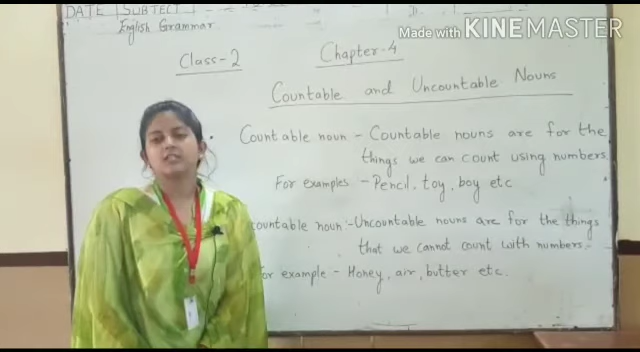 Made with KINEMASTER
DATE SUBJECT
English Grammar
Class-2 Chapter-4
Countable and Uncountable Nouns
Countable noun - Countable nouns are for the
things we can count using numbers
For examples - Pencil, toy, boy etc
countable noun:-Uncountable nouns are for the things
that we cannot count with numbers.
For example - Honey, air, butter etc.